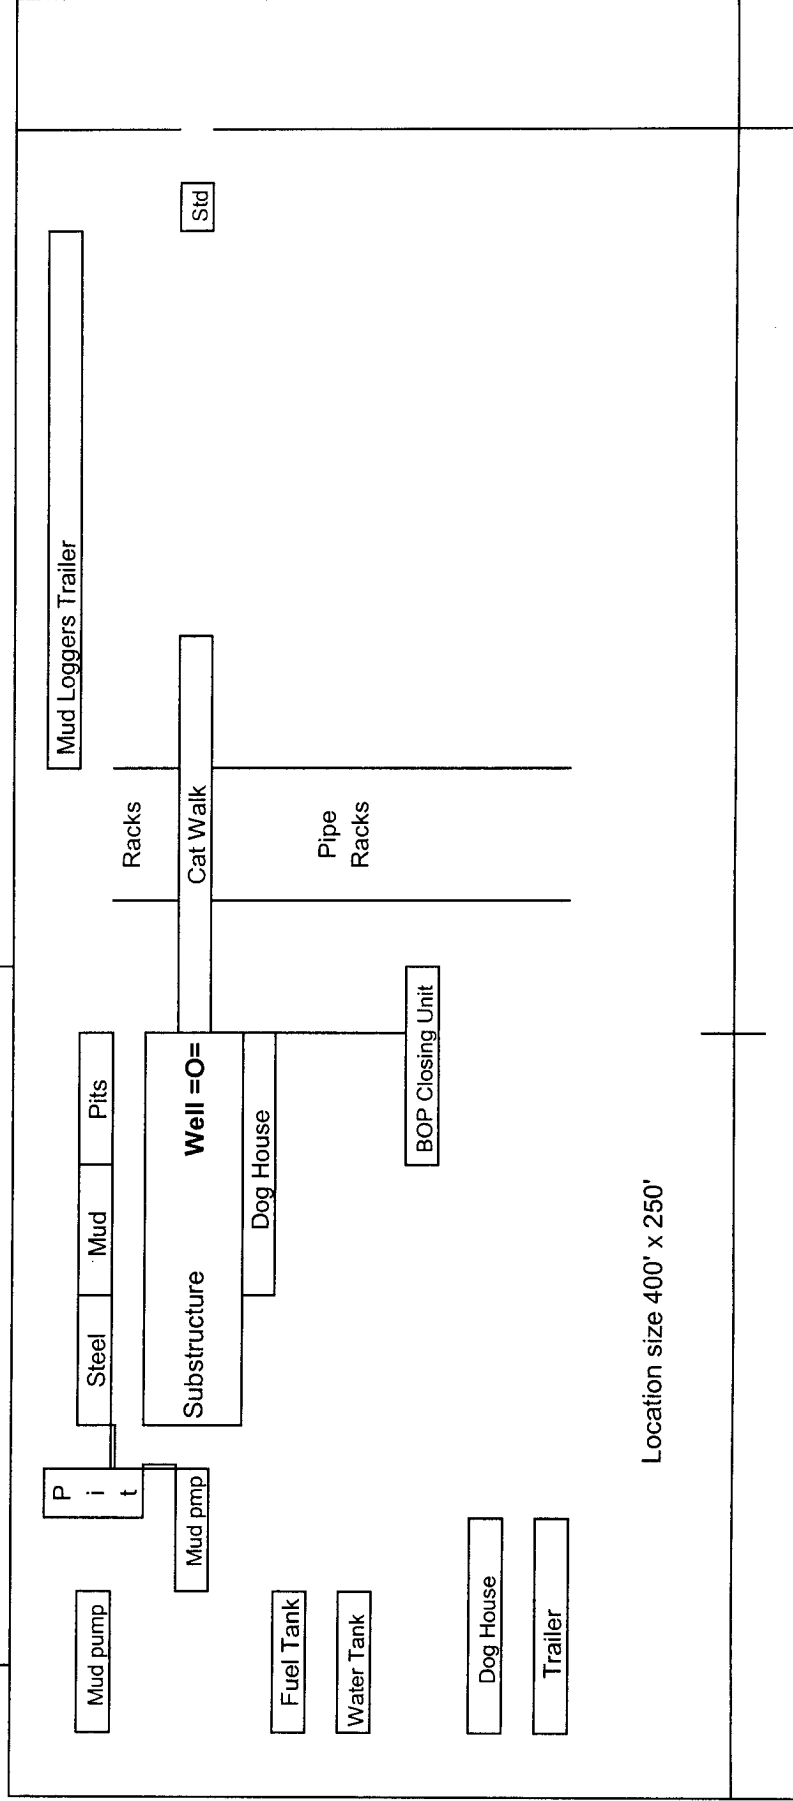 Mud Loggers Trailer
Std
Racks
Cat Walk
Pipe
Racks
Steel
Mud
Pits
P
i
t
Mud pump
Mud pmp
Substructure
Well =O=
Dog House
BOP Closing Unit
Fuel Tank
Water Tank
Dog House
Trailer
Location size 400' x 250'